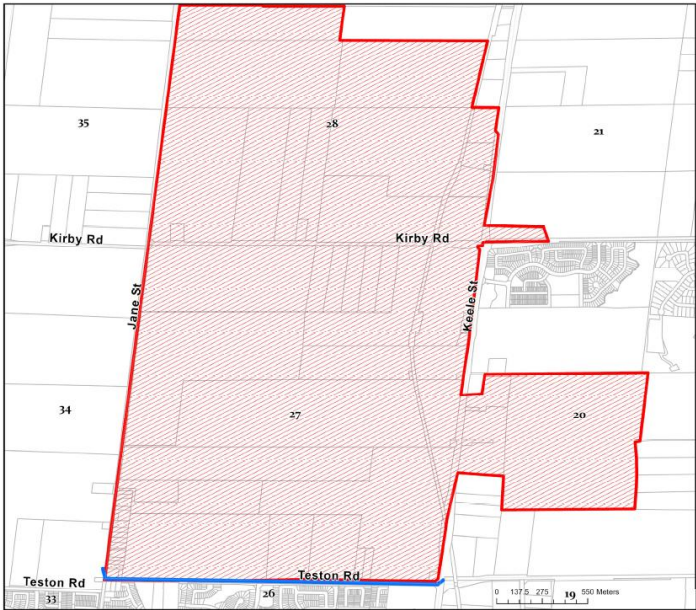 35
28
21
Kirby Rd
Kirby Rd
Jane St
Keele St
34
27
20
Teston Rd
Teston Rd
33
26
19
0 137.5 275 550 Meters